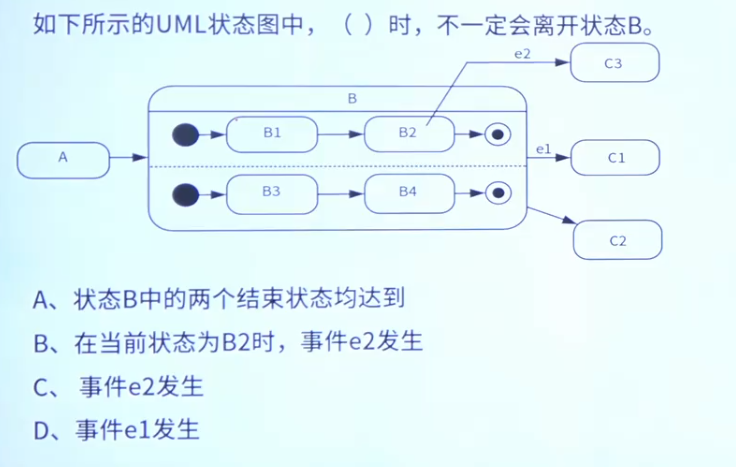 如下所示的UML状态图中，（ ）时，不一定会离开状态B。
e2
C3
B
B1
B2
A
e1
C1
B3
B4
C2
A、状态B中的两个结束状态均达到
B、在当前状态为B2时，事件e2发生
C、 事件e2发生
D、事件e1发生